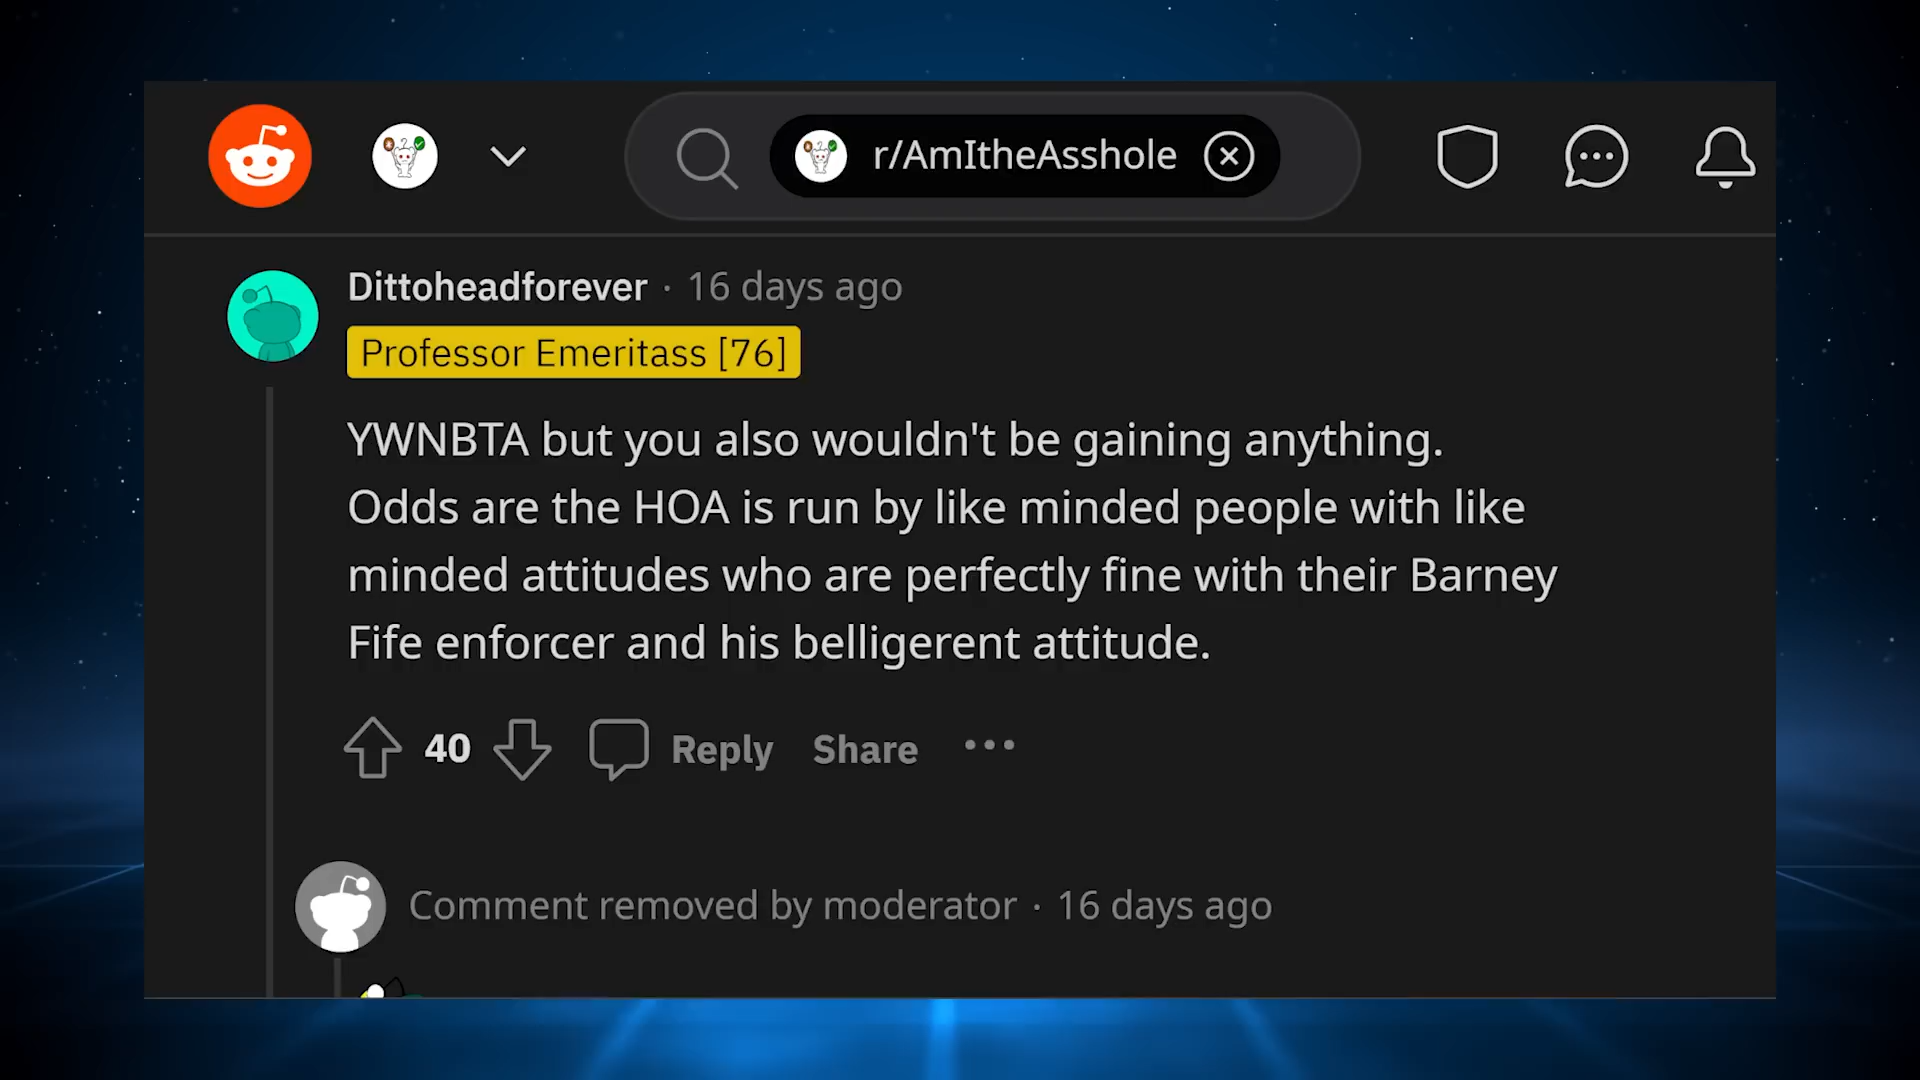 r/AmItheAsshole
Dittoheadforever · 16 days ago
Professor Emeritass [76]
YWNBTA but you also wouldn't be gaining anything.
Odds are the HOA is run by like minded people with like
minded attitudes who are perfectly fine with their Barney
Fife enforcer and his belligerent attitude.
40 Reply Share
Comment removed by moderator · 16 days ago